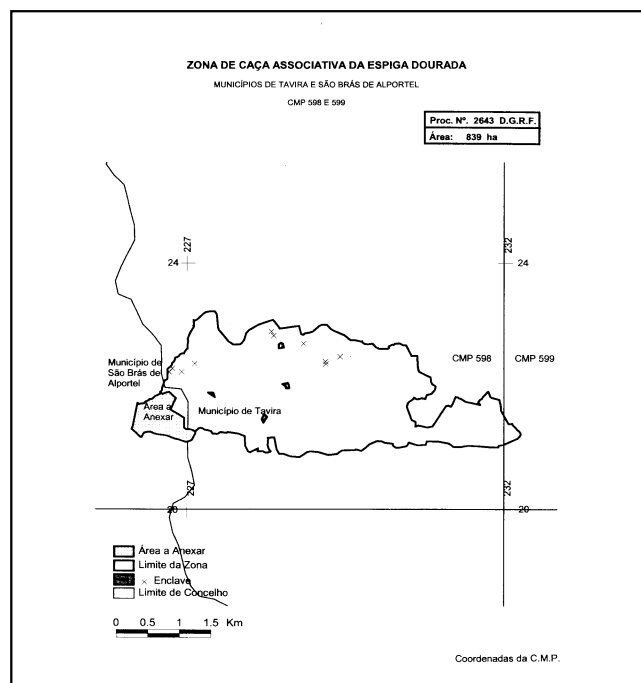 ZONA DE CAÇA ASSOCIATIVA DA ESPIGA DOURADA
MUNICÍPIOS DE TAVIRA E SÃO BRÁS DE ALPORTEL
CMP 598 E 599
Proc. Nº. 2643 D.G.R.F.
Área: 839 ha
227
232
24
24
Município de
São Brás de
Alportel
CMP 598
CMP 599
Área a
Anexar
Município de Tavira
227
232
20
20
Área a Anexar
Limite da Zona
Enclave
Limite de Concelho
0 0.5 1 1.5 Km
Coordenadas da C.M.P.